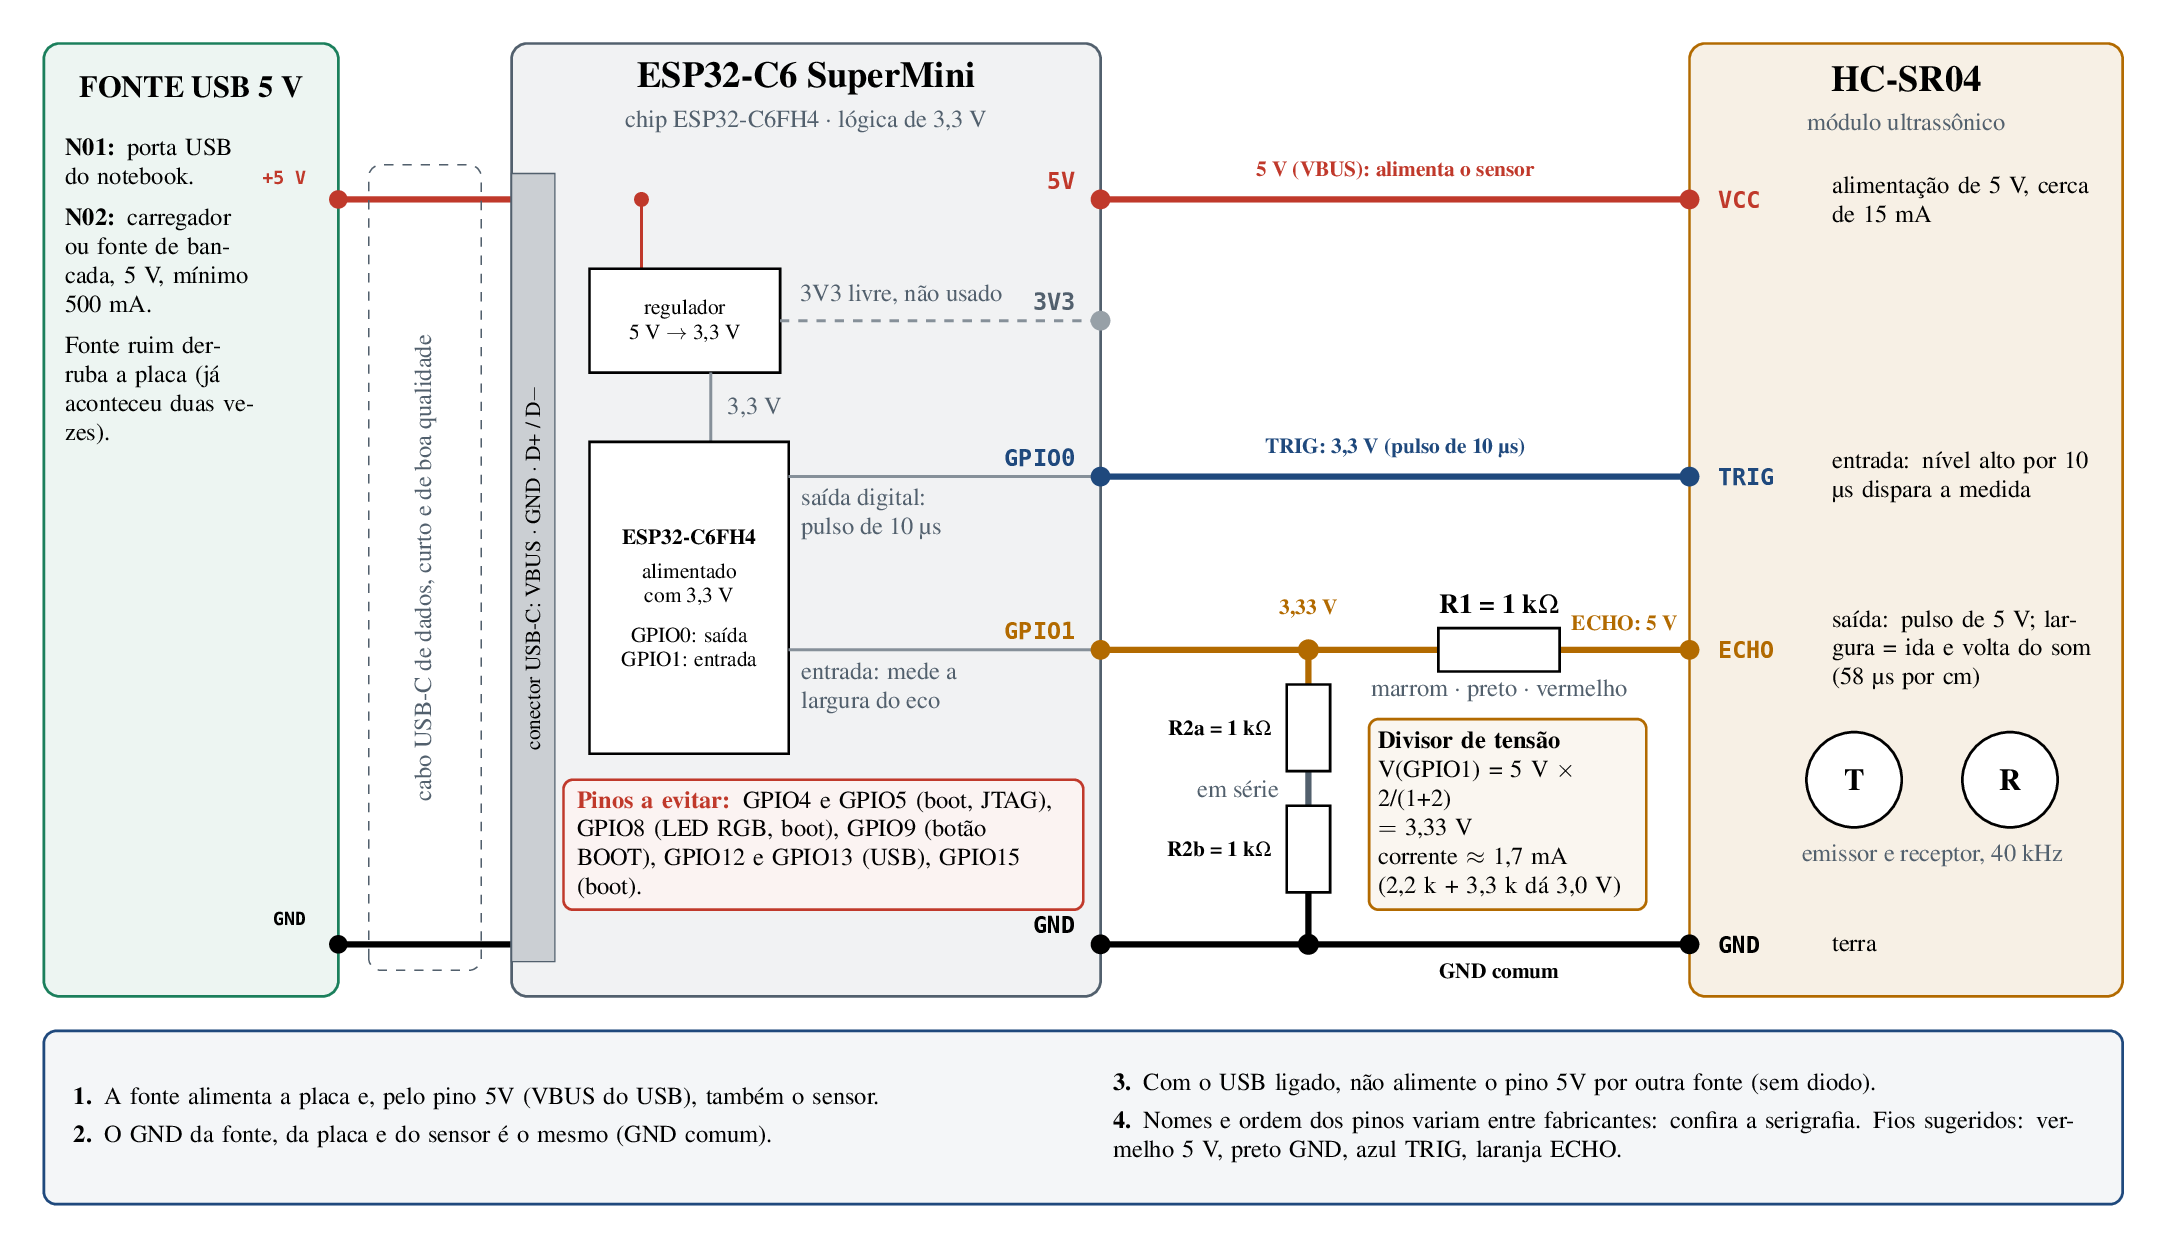 FONTE USB 5 V
N01: porta USB
do notebook.
+5 V
N02: carregador
ou fonte de ban-
cada, 5 V, mínimo
500 mA.
Fonte ruim der-
ruba a placa (já
aconteceu duas ve-
zes).
GND
cabo USB-C de dados, curto e de boa qualidade
ESP32-C6 SuperMini
chip ESP32-C6FH4 · lógica de 3,3 V
conector USB-C: VBUS · GND · D+ / D−
5V
regulador
5 V → 3,3 V
3V3 livre, não usado
3V3
3,3 V
GPIO0
saída digital:
pulso de 10 µs
ESP32-C6FH4
alimentado
com 3,3 V
GPIO0: saída
GPIO1: entrada
GPIO1
entrada: mede a
largura do eco
Pinos a evitar: GPIO4 e GPIO5 (boot, JTAG),
GPIO8 (LED RGB, boot), GPIO9 (botão
BOOT), GPIO12 e GPIO13 (USB), GPIO15
(boot).
GND
5 V (VBUS): alimenta o sensor
TRIG: 3,3 V (pulso de 10 µs)
3,33 V
R1 = 1 kΩ
ECHO: 5 V
marrom · preto · vermelho
R2a = 1 kΩ
em série
R2b = 1 kΩ
Divisor de tensão
V(GPIO1) = 5 V ×
2/(1+2)
= 3,33 V
corrente ≈ 1,7 mA
(2,2 k + 3,3 k dá 3,0 V)
GND comum
HC-SR04
módulo ultrassônico
VCC
alimentação de 5 V, cerca
de 15 mA
TRIG
entrada: nível alto por 10
µs dispara a medida
ECHO
saída: pulso de 5 V; lar-
gura = ida e volta do som
(58 µs por cm)
T
R
emissor e receptor, 40 kHz
GND
terra
1. A fonte alimenta a placa e, pelo pino 5V (VBUS do USB), também o sensor.
2. O GND da fonte, da placa e do sensor é o mesmo (GND comum).
3. Com o USB ligado, não alimente o pino 5V por outra fonte (sem diodo).
4. Nomes e ordem dos pinos variam entre fabricantes: confira a serigrafia. Fios sugeridos: ver-
melho 5 V, preto GND, azul TRIG, laranja ECHO.